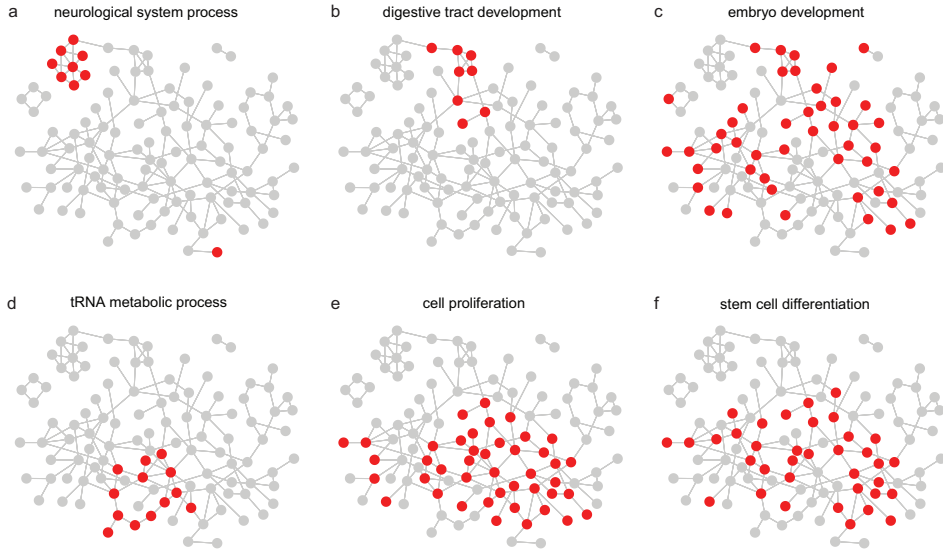 a neurological system process
b digestive tract development
c embryo development
d tRNA metabolic process
e cell proliferation
f stem cell differentiation